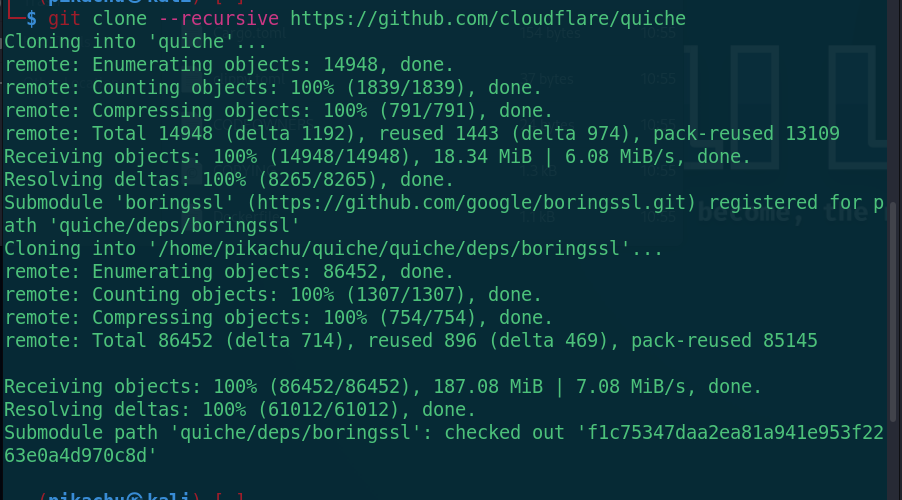 (pikachu㉿kali)-[~]
└─$ git clone --recursive https://github.com/cloudflare/quiche
Cloning into 'quiche'...
remote: Enumerating objects: 14948, done.
remote: Counting objects: 100% (1839/1839), done.
remote: Compressing objects: 100% (791/791), done.
remote: Total 14948 (delta 1192), reused 1443 (delta 974), pack-reused 13109
Receiving objects: 100% (14948/14948), 18.34 MiB | 6.08 MiB/s, done.
Resolving deltas: 100% (8265/8265), done.
Submodule 'boringssl' (https://github.com/google/boringssl.git) registered for p
ath 'quiche/deps/boringssl'
become, the
Cloning into '/home/pikachu/quiche/quiche/deps/boringssl'...
remote: Enumerating objects: 86452, done.
remote: Counting objects: 100% (1307/1307), done.
remote: Compressing objects: 100% (754/754), done.
remote: Total 86452 (delta 714), reused 896 (delta 469), pack-reused 85145
Receiving objects: 100% (86452/86452), 187.08 MiB | 7.08 MiB/s, done.
Resolving deltas: 100% (61012/61012), done.
Submodule path 'quiche/deps/boringssl': checked out 'f1c75347daa2ea81a941e953f22
63e0a4d970c8d'
(pikachu㉿kali)-[~]